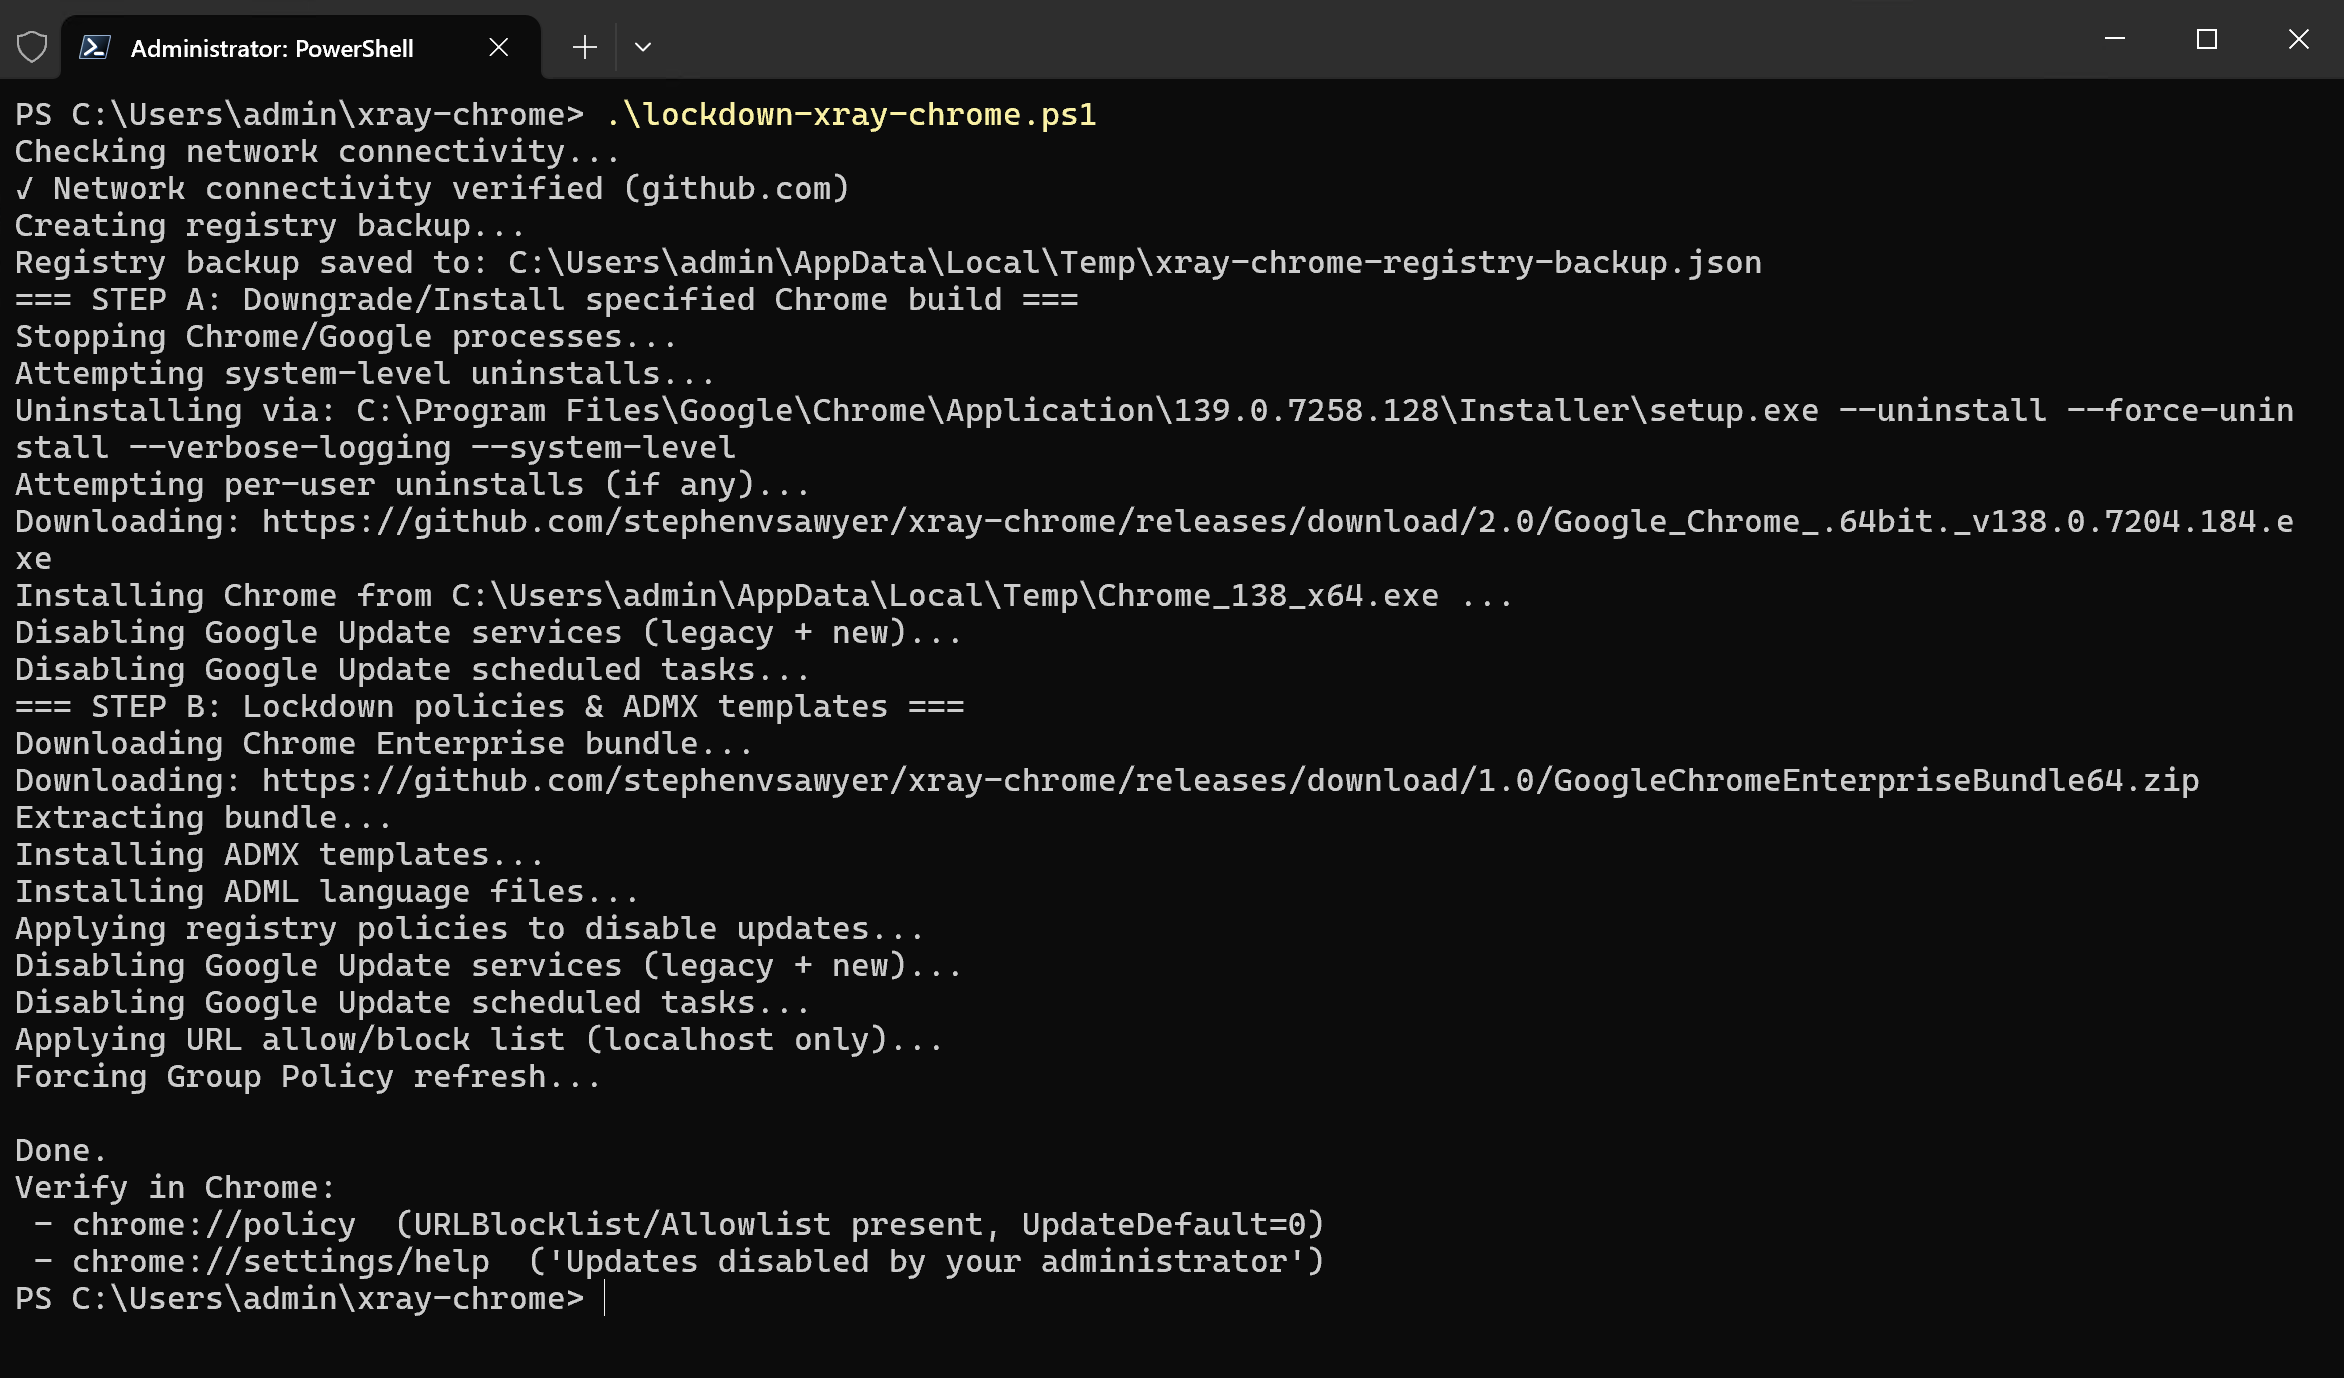 Administrator: PowerShell
PS C:\Users\admin\xray-chrome> .\lockdown-xray-chrome.ps1
Checking network connectivity...
√ Network connectivity verified (github.com)
Creating registry backup...
Registry backup saved to: C:\Users\admin\AppData\Local\Temp\xray-chrome-registry-backup.json
=== STEP A: Downgrade/Install specified Chrome build ===
Stopping Chrome/Google processes...
Attempting system-level uninstalls...
Uninstalling via: C:\Program Files\Google\Chrome\Application\139.0.7258.128\Installer\setup.exe --uninstall --force-unin
stall --verbose-logging --system-level
Attempting per-user uninstalls (if any)...
Downloading: https://github.com/stephenvsawyer/xray-chrome/releases/download/2.0/Google_Chrome_.64bit._v138.0.7204.184.e
xe
Installing Chrome from C:\Users\admin\AppData\Local\Temp\Chrome_138_x64.exe ...
Disabling Google Update services (legacy + new)...
Disabling Google Update scheduled tasks...
=== STEP B: Lockdown policies & ADMX templates ===
Downloading Chrome Enterprise bundle...
Downloading: https://github.com/stephenvsawyer/xray-chrome/releases/download/1.0/GoogleChromeEnterpriseBundle64.zip
Extracting bundle...
Installing ADMX templates...
Installing ADML language files...
Applying registry policies to disable updates...
Disabling Google Update services (legacy + new)...
Disabling Google Update scheduled tasks...
Applying URL allow/block list (localhost only)...
Forcing Group Policy refresh...
Done.
Verify in Chrome:
 - chrome://policy  (URLBlocklist/Allowlist present, UpdateDefault=0)
 - chrome://settings/help  ('Updates disabled by your administrator')
PS C:\Users\admin\xray-chrome>